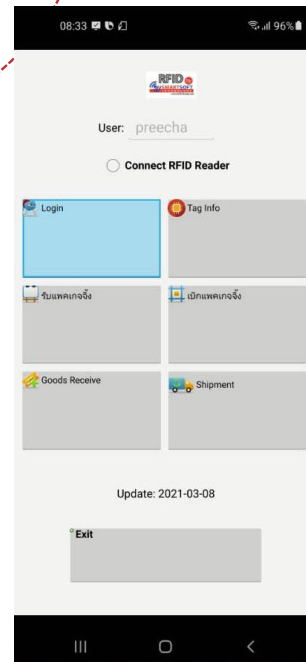 08:33 96%
RFID
SMARTSOFT
User: preecha
Connect RFID Reader
Login
Tag Info
รับแพคเกจจิ้ง
เบิกแพคเกจจิ้ง
Goods Receive
Shipment
Update: 2021-03-08
Exit